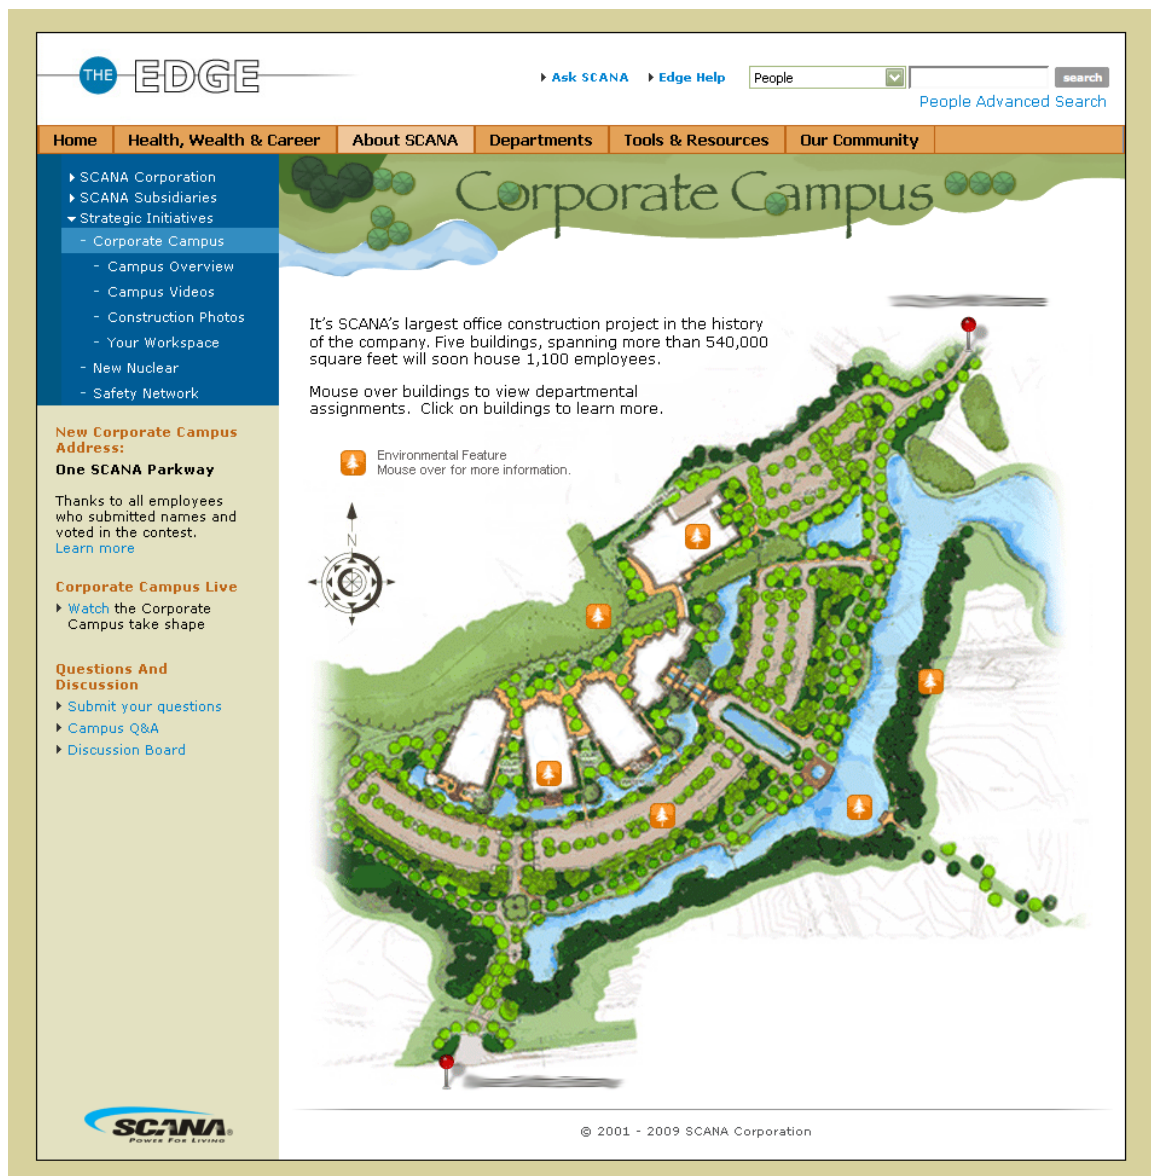 THE EDGE
Ask SCANA Edge Help People search
People Advanced Search
Home Health, Wealth & Career About SCANA Departments Tools & Resources Our Community
SCANA Corporation
SCANA Subsidiaries
Strategic Initiatives
- Corporate Campus
- Campus Overview
- Campus Videos
- Construction Photos
- Your Workspace
- New Nuclear
- Safety Network
New Corporate Campus
Address:
One SCANA Parkway
Thanks to all employees
who submitted names and
voted in the contest.
Learn more
Corporate Campus Live
Watch the Corporate
Campus take shape
Questions And
Discussion
Submit your questions
Campus Q&A
Discussion Board
SCANA®
POWER FOR LIVING
Corporate Campus
It's SCANA's largest office construction project in the history
of the company. Five buildings, spanning more than 540,000
square feet will soon house 1,100 employees.
Mouse over buildings to view departmental
assignments. Click on buildings to learn more.
Environmental Feature
Mouse over for more information.
N
© 2001 - 2009 SCANA Corporation